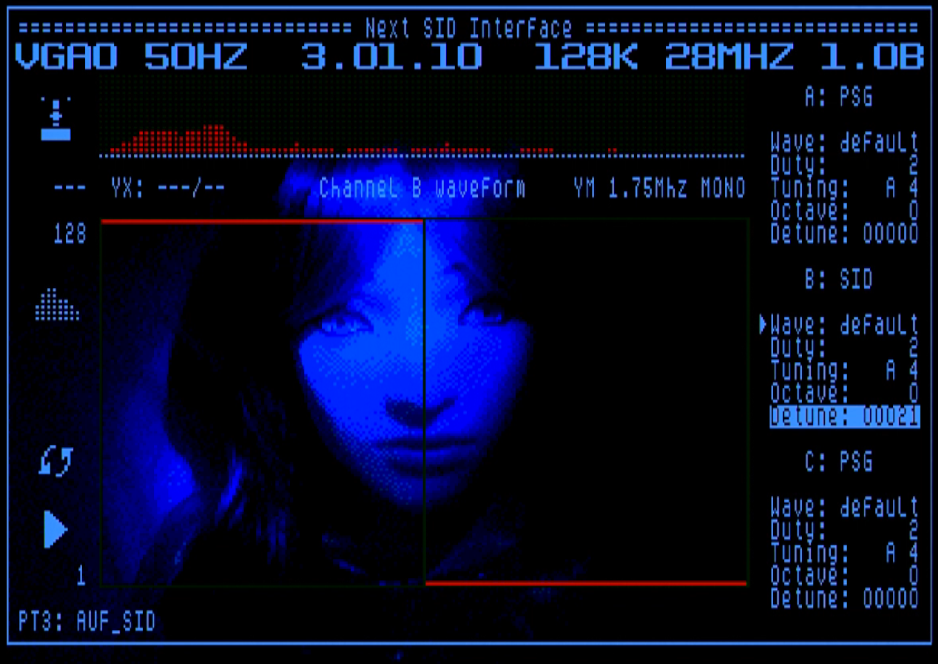 Next SID Interface
VGA0 50HZ 3.01.10 128K 28MHZ 1.0B
A: PSG
Wave: default
Duty: 2
Tuning: A 4
Octave: 0
Detune: 00000
--- YX: ---/-- Channel B waveform YM 1.75Mhz MONO
128
B: SID
Wave: default
Duty: 2
Tuning: A 4
Octave: 0
Detune: 00021
C: PSG
Wave: default
Duty: 2
Tuning: A 4
Octave: 0
Detune: 00000
1
PT3: AUF_SID